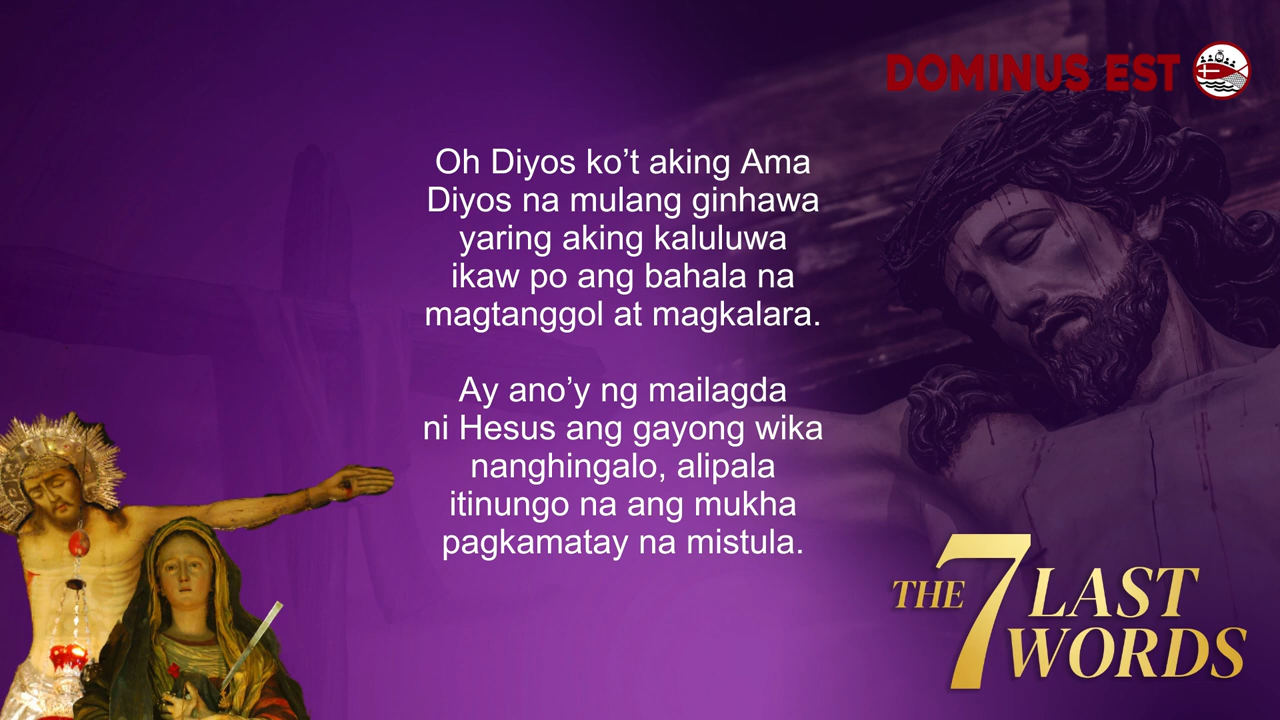 DOMINUS EST
Oh Diyos ko’t aking Ama
Diyos na mulang ginhawa
yaring aking kaluluwa
ikaw po ang bahala na
magtanggol at magkalara.
Ay ano’y ng mailagda
ni Hesus ang gayong wika
nanghingalo, alipala
itinungo na ang mukha
pagkamatay na mistula.
THE 7 LAST
WORDS